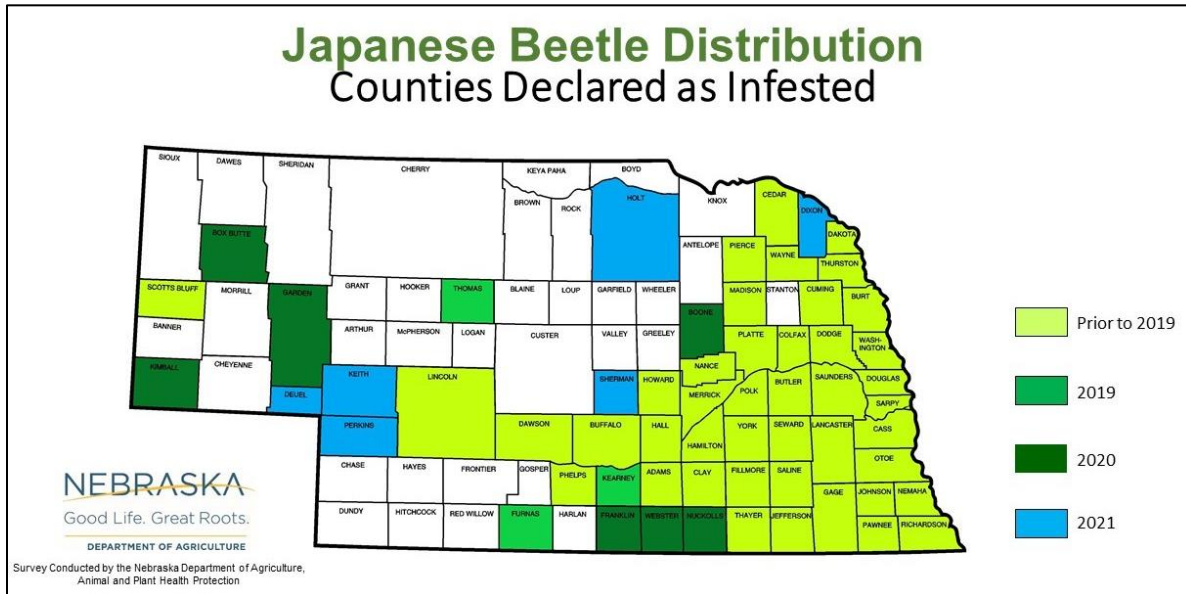 Japanese Beetle Distribution
Counties Declared as Infested
SIOUX
DAWES
SHERIDAN
CHERRY
KEYA PAHA
BOYD
BROWN
ROCK
HOLT
KNOX
CEDAR
DIXON
DAKOTA
BOX BUTTE
ANTELOPE
PIERCE
WAYNE
THURSTON
SCOTTS BLUFF
MORRILL
GARDEN
GRANT
HOOKER
THOMAS
BLAINE
LOUP
GARFIELD
WHEELER
BOONE
MADISON
STANTON
CUMING
BURT
BANNER
ARTHUR
McPHERSON
LOGAN
CUSTER
VALLEY
GREELEY
NANCE
PLATTE
COLFAX
DODGE
WASH-
INGTON
KIMBALL
CHEYENNE
DEUEL
KEITH
LINCOLN
SHERMAN
HOWARD
MERRICK
POLK
BUTLER
SAUNDERS
DOUGLAS
SARPY
PERKINS
DAWSON
BUFFALO
HALL
HAMILTON
YORK
SEWARD
LANCASTER
CASS
OTOE
CHASE
HAYES
FRONTIER
GOSPER
PHELPS
KEARNEY
ADAMS
CLAY
FILLMORE
SALINE
GAGE
JOHNSON
NEMAHA
DUNDY
HITCHCOCK
RED WILLOW
FURNAS
HARLAN
FRANKLIN
WEBSTER
NUCKOLLS
THAYER
JEFFERSON
PAWNEE
RICHARDSON
Prior to 2019
2019
2020
2021
NEBRASKA
Good Life. Great Roots.
DEPARTMENT OF AGRICULTURE
Survey Conducted by the Nebraska Department of Agriculture,
Animal and Plant Health Protection